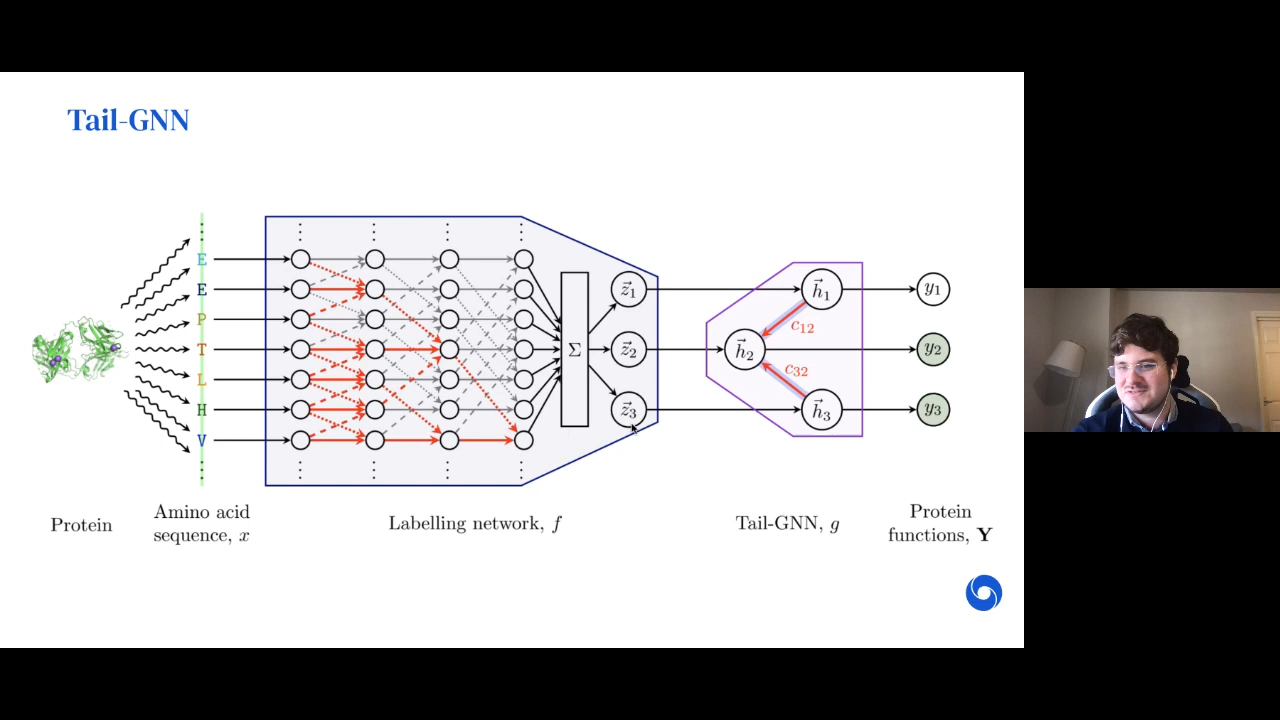 Tail-GNN
E
E
P
T
L
H
V
Σ
z⃗₁
z⃗₂
z⃗₃
h⃗₁
h⃗₂
h⃗₃
c₁₂
c₃₂
y₁
y₂
y₃
Protein
Amino acid
sequence, x
Labelling network, f
Tail-GNN, g
Protein
functions, Y